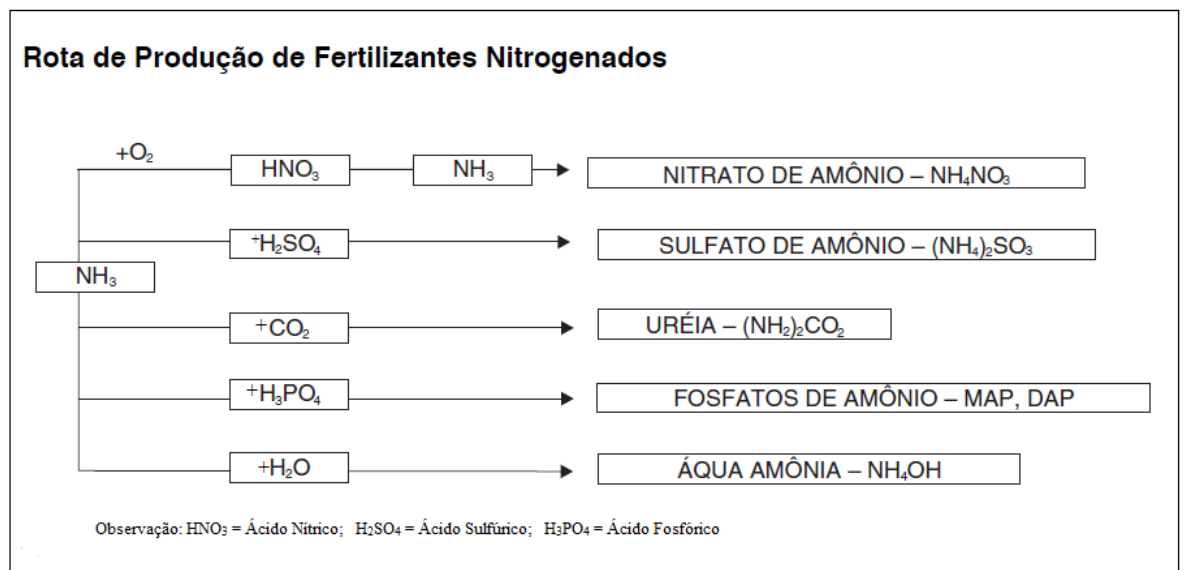 Rota de Produção de Fertilizantes Nitrogenados
+O₂
HNO₃ NH₃ NITRATO DE AMÔNIO – NH₄NO₃
+H₂SO₄ SULFATO DE AMÔNIO – (NH₄)₂SO₃
NH₃
+CO₂ URÉIA – (NH₂)₂CO₂
+H₃PO₄ FOSFATOS DE AMÔNIO – MAP, DAP
+H₂O ÁQUA AMÔNIA – NH₄OH
Observação: HNO₃ = Ácido Nitrico; H₂SO₄ = Ácido Sulfúrico; H₃PO₄ = Ácido Fosfórico